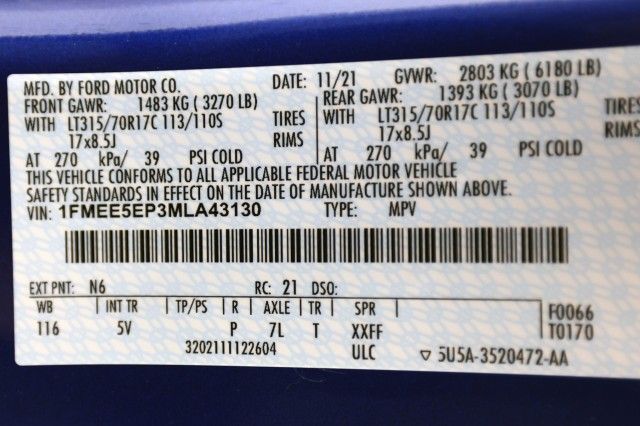 MFD. BY FORD MOTOR CO. DATE: 11/21 GVWR: 2803 KG ( 6180 LB)
FRONT GAWR: 1483 KG ( 3270 LB) REAR GAWR: 1393 KG ( 3070 LB)
WITH LT315/70R17C 113/110S TIRES WITH LT315/70R17C 113/110S TIRES
17x8.5J RIMS 17x8.5J RIMS
AT 270 kPa/ 39 PSI COLD AT 270 kPa/ 39 PSI COLD
THIS VEHICLE CONFORMS TO ALL APPLICABLE FEDERAL MOTOR VEHICLE
SAFETY STANDARDS IN EFFECT ON THE DATE OF MANUFACTURE SHOWN ABOVE.
VIN: 1FMEE5EP3MLA43130 TYPE: MPV
EXT PNT: N6 RC: 21 DSO:
WB INT TR TP/PS R AXLE TR SPR F0066
116 5V P 7L T XXFF T0170
3202111122604 ULC 5U5A-3520472-AA